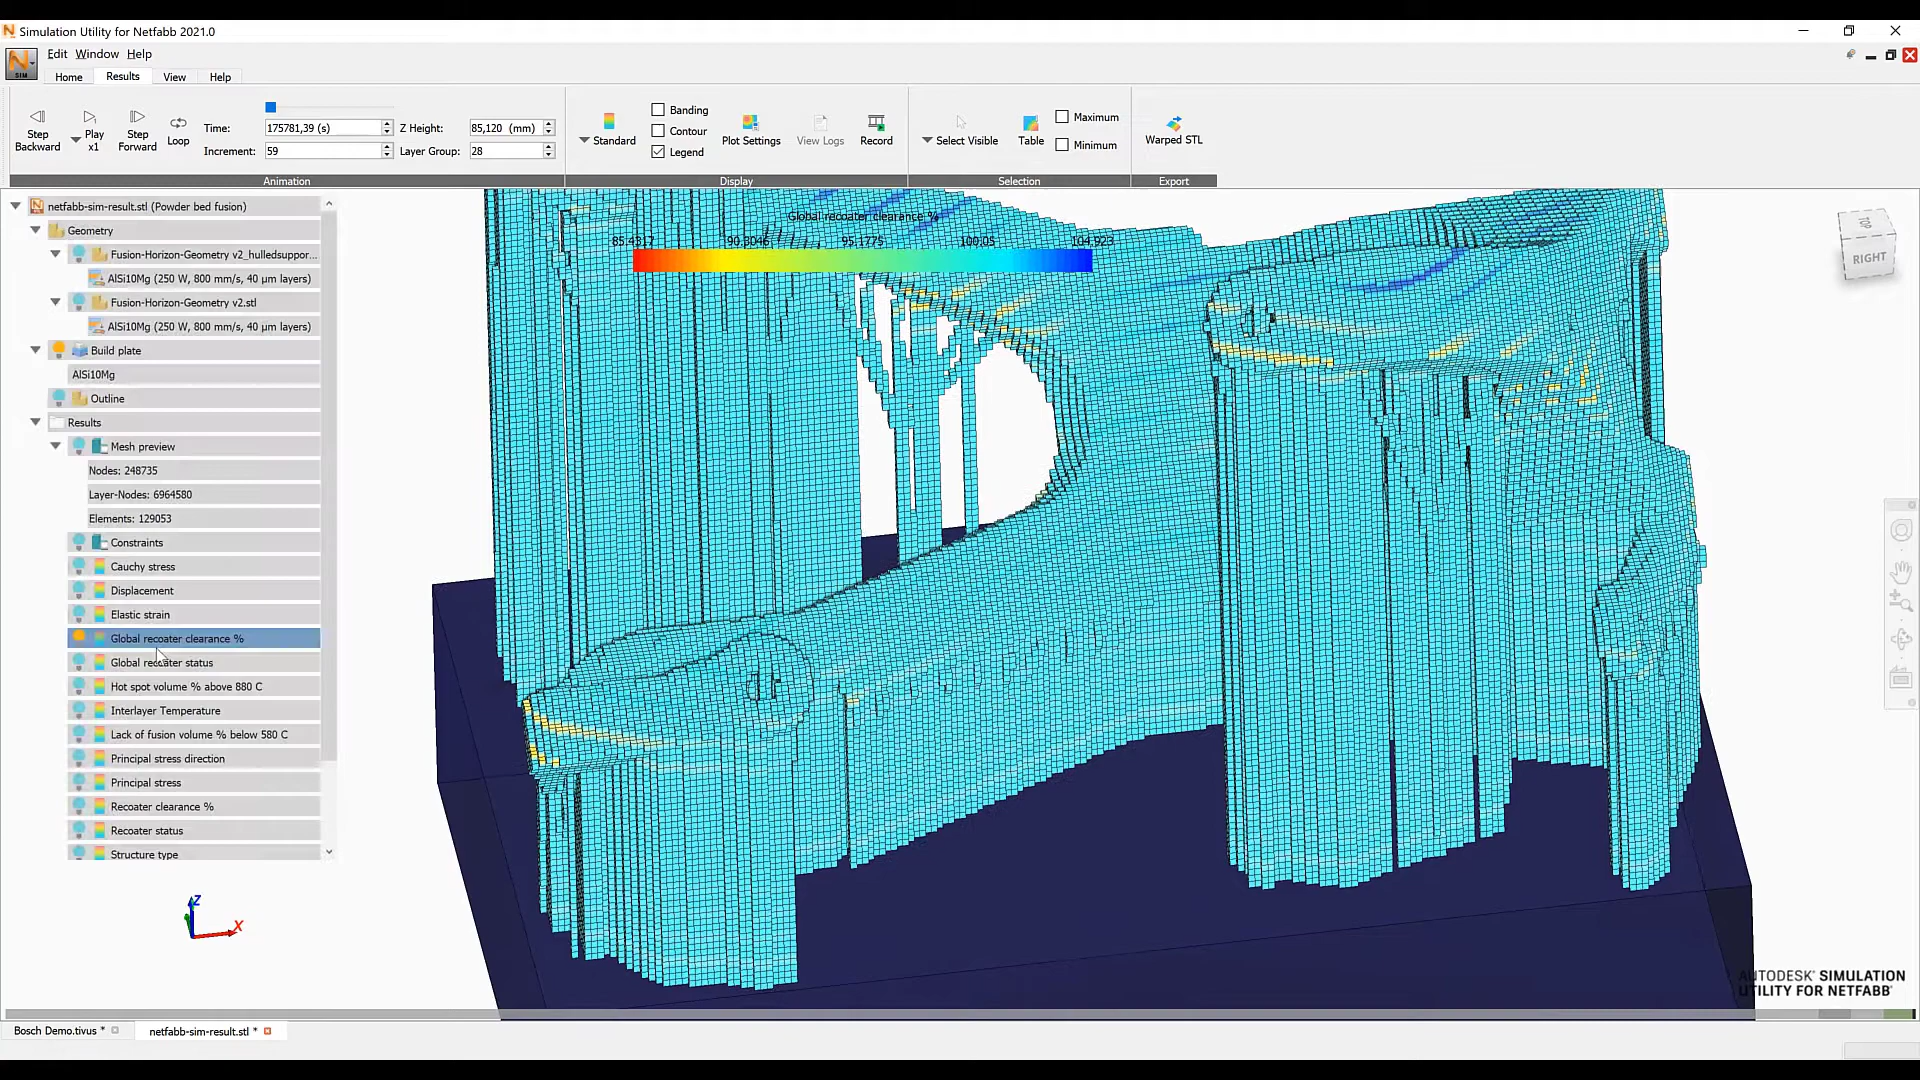 Simulation Utility for Netfabb 2021.0
Edit Window Help
SIM
Home Results View Help
Step Backward
Play x1
Step Forward
Loop
Time: 175781,39 (s)
Z Height: 85,120 (mm)
Increment: 59
Layer Group: 28
Animation
Standard
Banding
Contour
Legend
Plot Settings
View Logs
Record
Display
Select Visible
Table
Maximum
Minimum
Selection
Warped STL
Export
netfabb-sim-result.stl (Powder bed fusion)
Geometry
Fusion-Horizon-Geometry v2_hulledsuppor...
AlSi10Mg (250 W, 800 mm/s, 40 µm layers)
Fusion-Horizon-Geometry v2.stl
AlSi10Mg (250 W, 800 mm/s, 40 µm layers)
Build plate
AlSi10Mg
Outline
Results
Mesh preview
Nodes: 248735
Layer-Nodes: 6964580
Elements: 129053
Constraints
Cauchy stress
Displacement
Elastic strain
Global recoater clearance %
Global recoater status
Hot spot volume % above 880 C
Interlayer Temperature
Lack of fusion volume % below 580 C
Principal stress direction
Principal stress
Recoater clearance %
Recoater status
Structure type
Global recoater clearance %
85.4317 90.3046 95.1775 100.05 104.923
TOP
RIGHT
Z
X
AUTODESK® SIMULATION
UTILITY FOR NETFABB®
Bosch Demo.tivus *
netfabb-sim-result.stl *